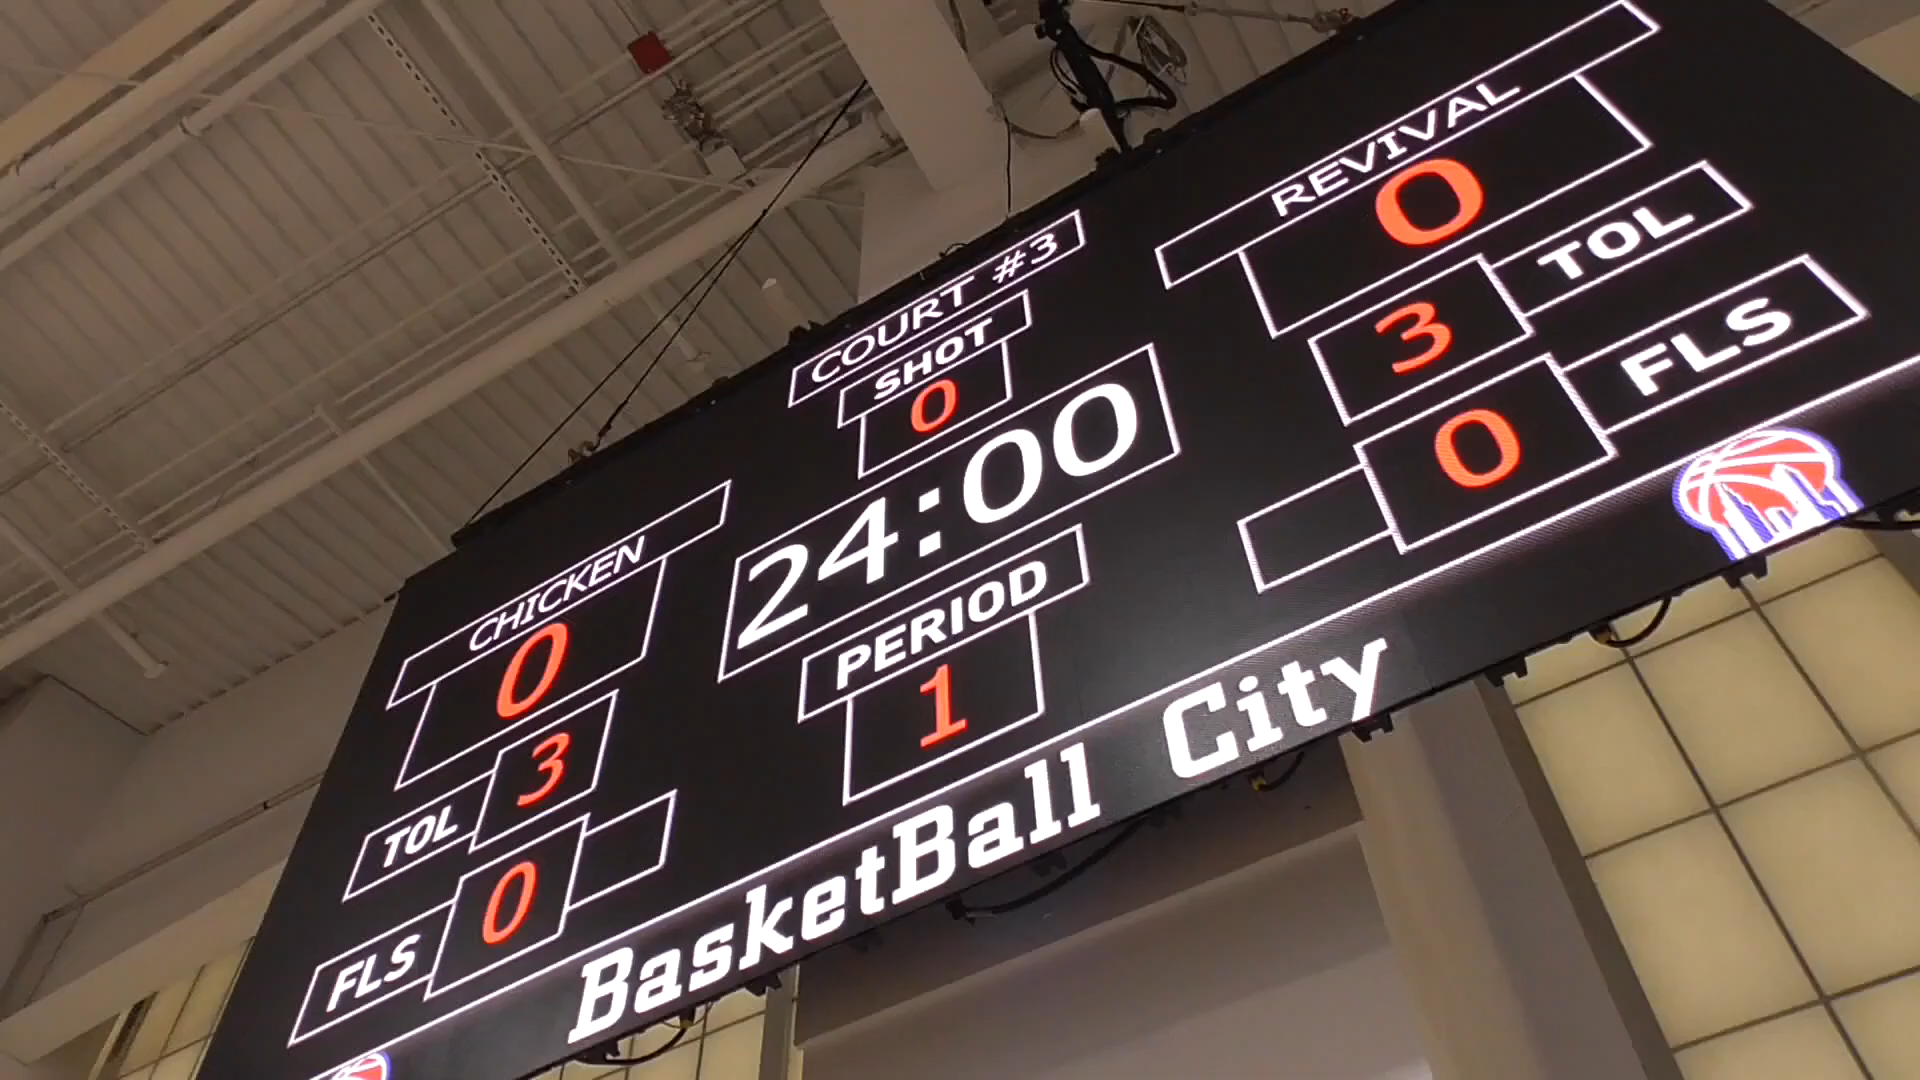 COURT #3
SHOT
0
24:00
PERIOD
1
CHICKEN
0
TOL 3
FLS 0
REVIVAL
0
3 TOL
0 FLS
BasketBall City